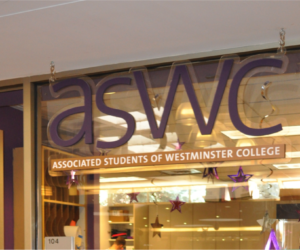 aswc
ASSOCIATED STUDENTS OF WESTMINSTER COLLEGE
104